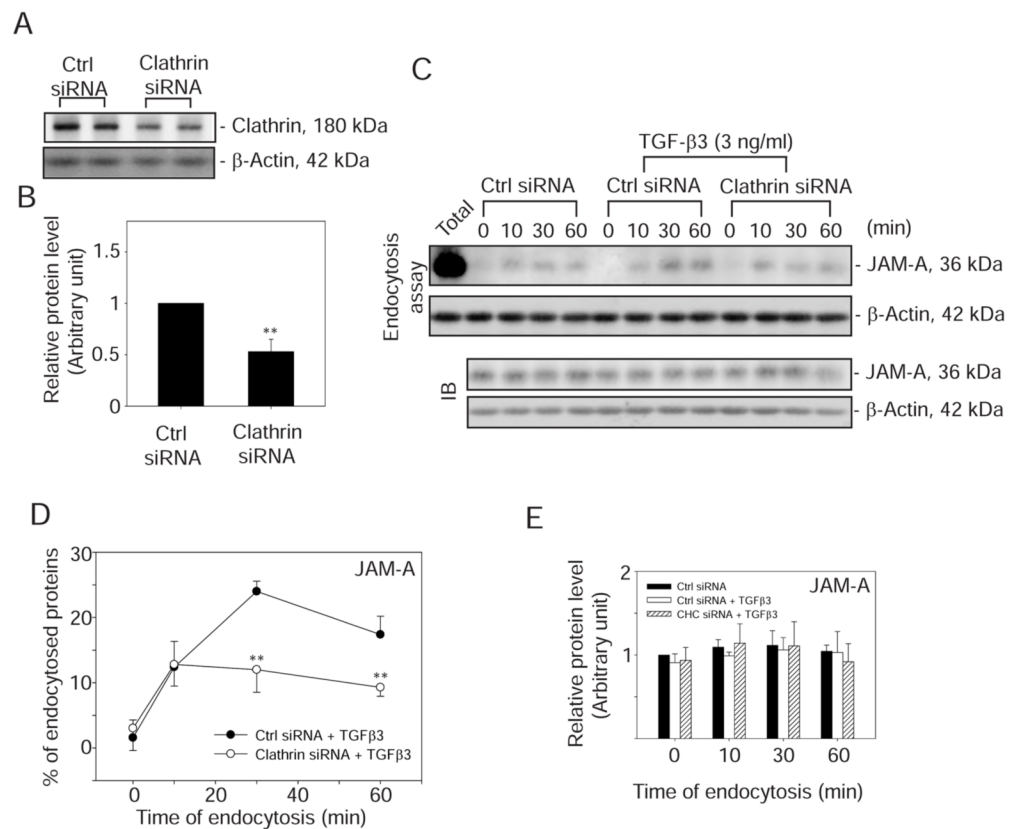 A
Ctrl
siRNA
Clathrin
siRNA
- Clathrin, 180 kDa
- β-Actin, 42 kDa
B
Relative protein level
(Arbitrary unit)
1.5
1
0.5
0
**
Ctrl
siRNA
Clathrin
siRNA
C
TGF-β3 (3 ng/ml)
Ctrl siRNA
Ctrl siRNA
Clathrin siRNA
Total
0 10 30 60 0 10 30 60 0 10 30 60 (min)
Endocytosis
assay
- JAM-A, 36 kDa
- β-Actin, 42 kDa
IB
- JAM-A, 36 kDa
- β-Actin, 42 kDa
D
% of endocytosed proteins
30
20
10
0
JAM-A
**
**
Ctrl siRNA + TGFβ3
Clathrin siRNA + TGFβ3
0 20 40 60
Time of endocytosis (min)
E
Relative protein level
(Arbitrary unit)
2
1
JAM-A
Ctrl siRNA
Ctrl siRNA + TGFβ3
CHC siRNA + TGFβ3
0 10 30 60
Time of endocytosis (min)